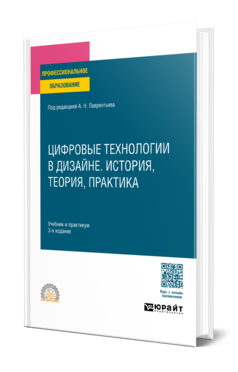 ПРОФЕССИОНАЛЬНОЕ
ОБРАЗОВАНИЕ
Под редакцией А. Н. Лаврентьева
ЦИФРОВЫЕ ТЕХНОЛОГИИ
В ДИЗАЙНЕ. ИСТОРИЯ,
ТЕОРИЯ, ПРАКТИКА
Учебник и практикум
3-е издание
юрайт